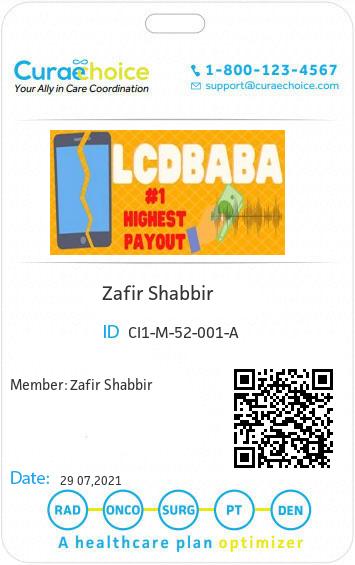 Curaechoice
Your Ally in Care Coordination
1-800-123-4567
support@curaechoice.com
LCDBABA
#1
HIGHEST
PAYOUT
Zafir Shabbir
ID CI1-M-52-001-A
Member: Zafir Shabbir
Date: 29 07,2021
RAD ONCO SURG PT DEN
A healthcare plan optimizer